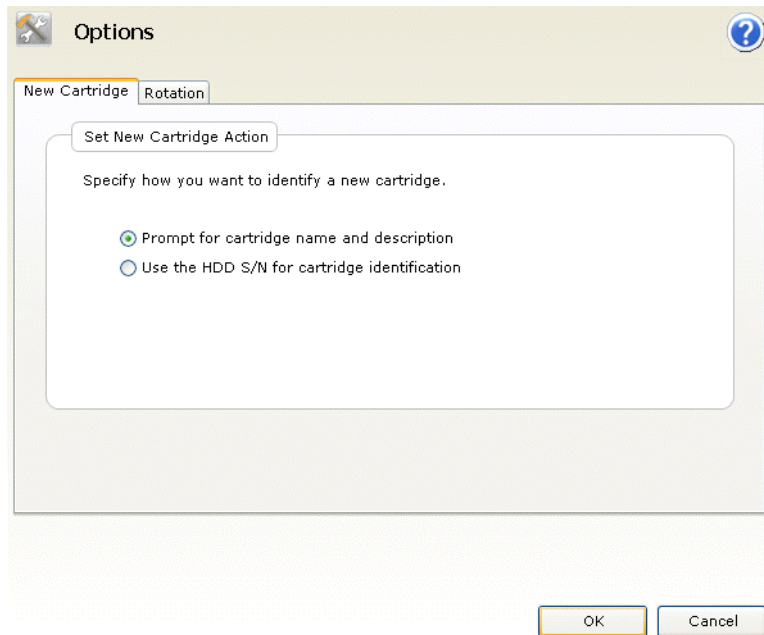 Options
New Cartridge Rotation
Set New Cartridge Action
Specify how you want to identify a new cartridge.
Prompt for cartridge name and description
Use the HDD S/N for cartridge identification
OK Cancel